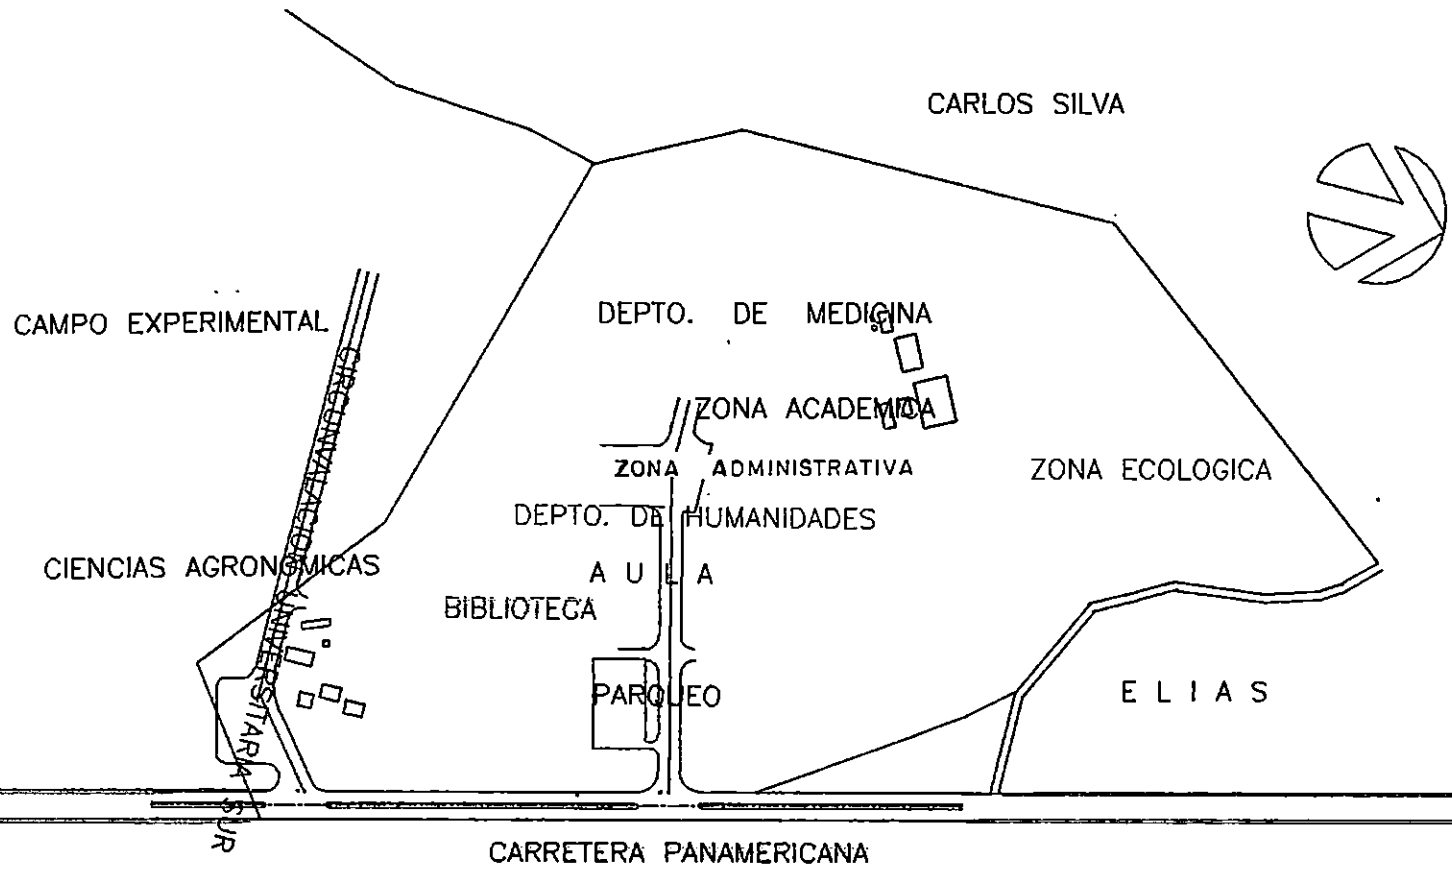 CARLOS SILVA
CAMPO EXPERIMENTAL
DEPTO. DE MEDICINA
ZONA ACADEMICA
ZONA ADMINISTRATIVA
ZONA ECOLOGICA
DEPTO. DE HUMANIDADES
CIENCIAS AGRONOMICAS
A U L A
BIBLIOTECA
PARQUEO
E L I A S
CIRCUNVALACION UNIVERSITARIA SUR
CARRETERA PANAMERICANA